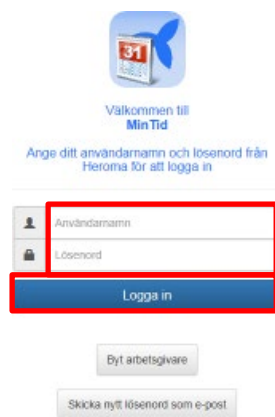 31
Välkommen till
MinTid
Ange ditt användarnamn och lösenord från
Heroma för att logga in
Användarnamn
Lösenord
Logga in
Byt arbetsgivare
Skicka nytt lösenord som e-post